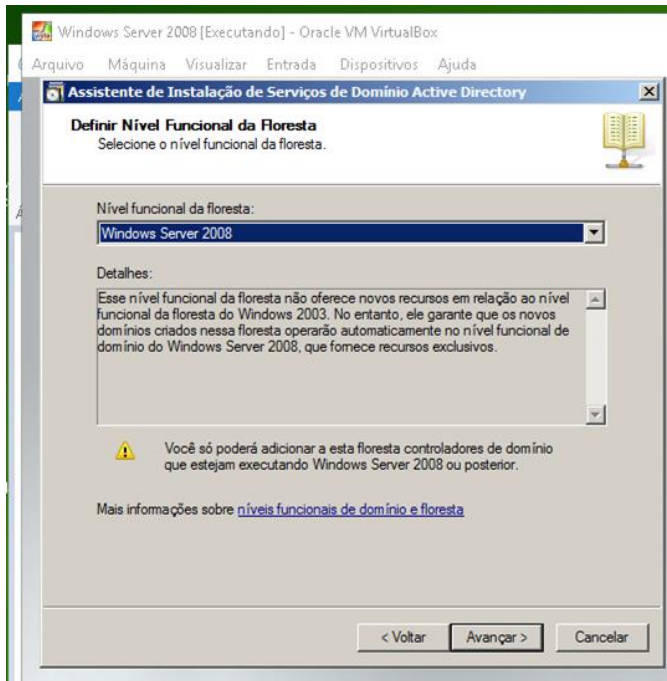 Windows Server 2008 [Executando] - Oracle VM VirtualBox
Arquivo Máquina Visualizar Entrada Dispositivos Ajuda
Assistente de Instalação de Serviços de Domínio Active Directory
Definir Nível Funcional da Floresta
Selecione o nível funcional da floresta.
Nível funcional da floresta:
Windows Server 2008
Detalhes:
Esse nível funcional da floresta não oferece novos recursos em relação ao nível
funcional da floresta do Windows 2003. No entanto, ele garante que os novos
domínios criados nessa floresta operarão automaticamente no nível funcional de
domínio do Windows Server 2008, que fornece recursos exclusivos.
Você só poderá adicionar a esta floresta controladores de domínio
que estejam executando Windows Server 2008 ou posterior.
Mais informações sobre níveis funcionais de domínio e floresta
< Voltar Avançar > Cancelar